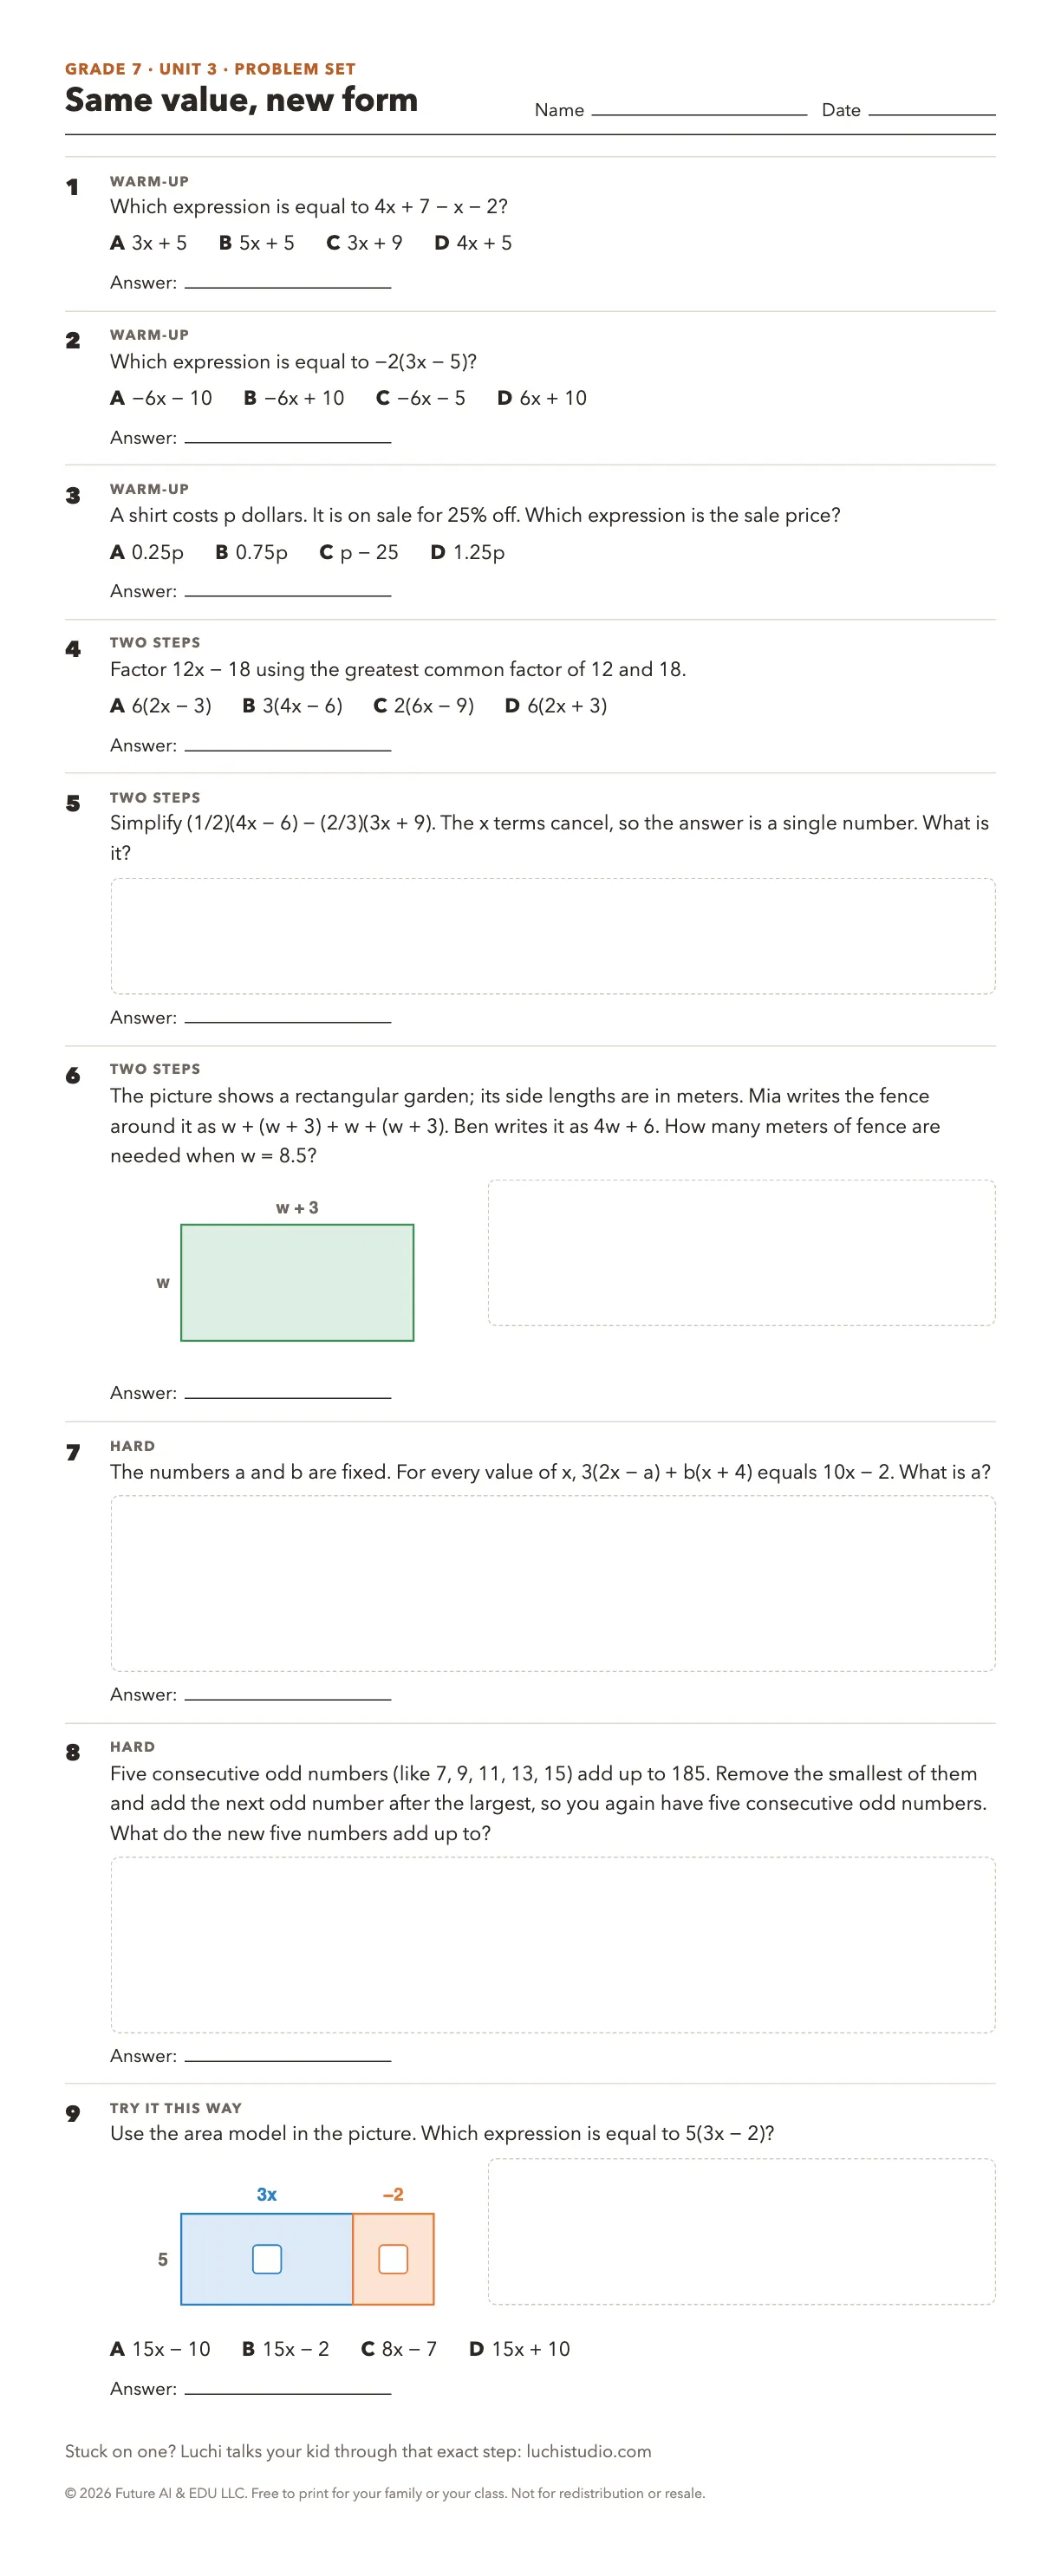 GRADE 7 · UNIT 3 · PROBLEM SET
Same value, new form
Name Date
1
WARM-UP
Which expression is equal to 4x + 7 − x − 2?
A 3x + 5 B 5x + 5 C 3x + 9 D 4x + 5
Answer:
2
WARM-UP
Which expression is equal to −2(3x − 5)?
A −6x − 10 B −6x + 10 C −6x − 5 D 6x + 10
Answer:
3
WARM-UP
A shirt costs p dollars. It is on sale for 25% off. Which expression is the sale price?
A 0.25p B 0.75p C p − 25 D 1.25p
Answer:
4
TWO STEPS
Factor 12x − 18 using the greatest common factor of 12 and 18.
A 6(2x − 3) B 3(4x − 6) C 2(6x − 9) D 6(2x + 3)
Answer:
5
TWO STEPS
Simplify (1/2)(4x − 6) − (2/3)(3x + 9). The x terms cancel, so the answer is a single number. What is
it?
Answer:
6
TWO STEPS
The picture shows a rectangular garden; its side lengths are in meters. Mia writes the fence
around it as w + (w + 3) + w + (w + 3). Ben writes it as 4w + 6. How many meters of fence are
needed when w = 8.5?
w + 3
w
Answer:
7
HARD
The numbers a and b are fixed. For every value of x, 3(2x − a) + b(x + 4) equals 10x − 2. What is a?
Answer:
8
HARD
Five consecutive odd numbers (like 7, 9, 11, 13, 15) add up to 185. Remove the smallest of them
and add the next odd number after the largest, so you again have five consecutive odd numbers.
What do the new five numbers add up to?
Answer:
9
TRY IT THIS WAY
Use the area model in the picture. Which expression is equal to 5(3x − 2)?
3x −2
5
A 15x − 10 B 15x − 2 C 8x − 7 D 15x + 10
Answer:
Stuck on one? Luchi talks your kid through that exact step: luchistudio.com
© 2026 Future AI & EDU LLC. Free to print for your family or your class. Not for redistribution or resale.